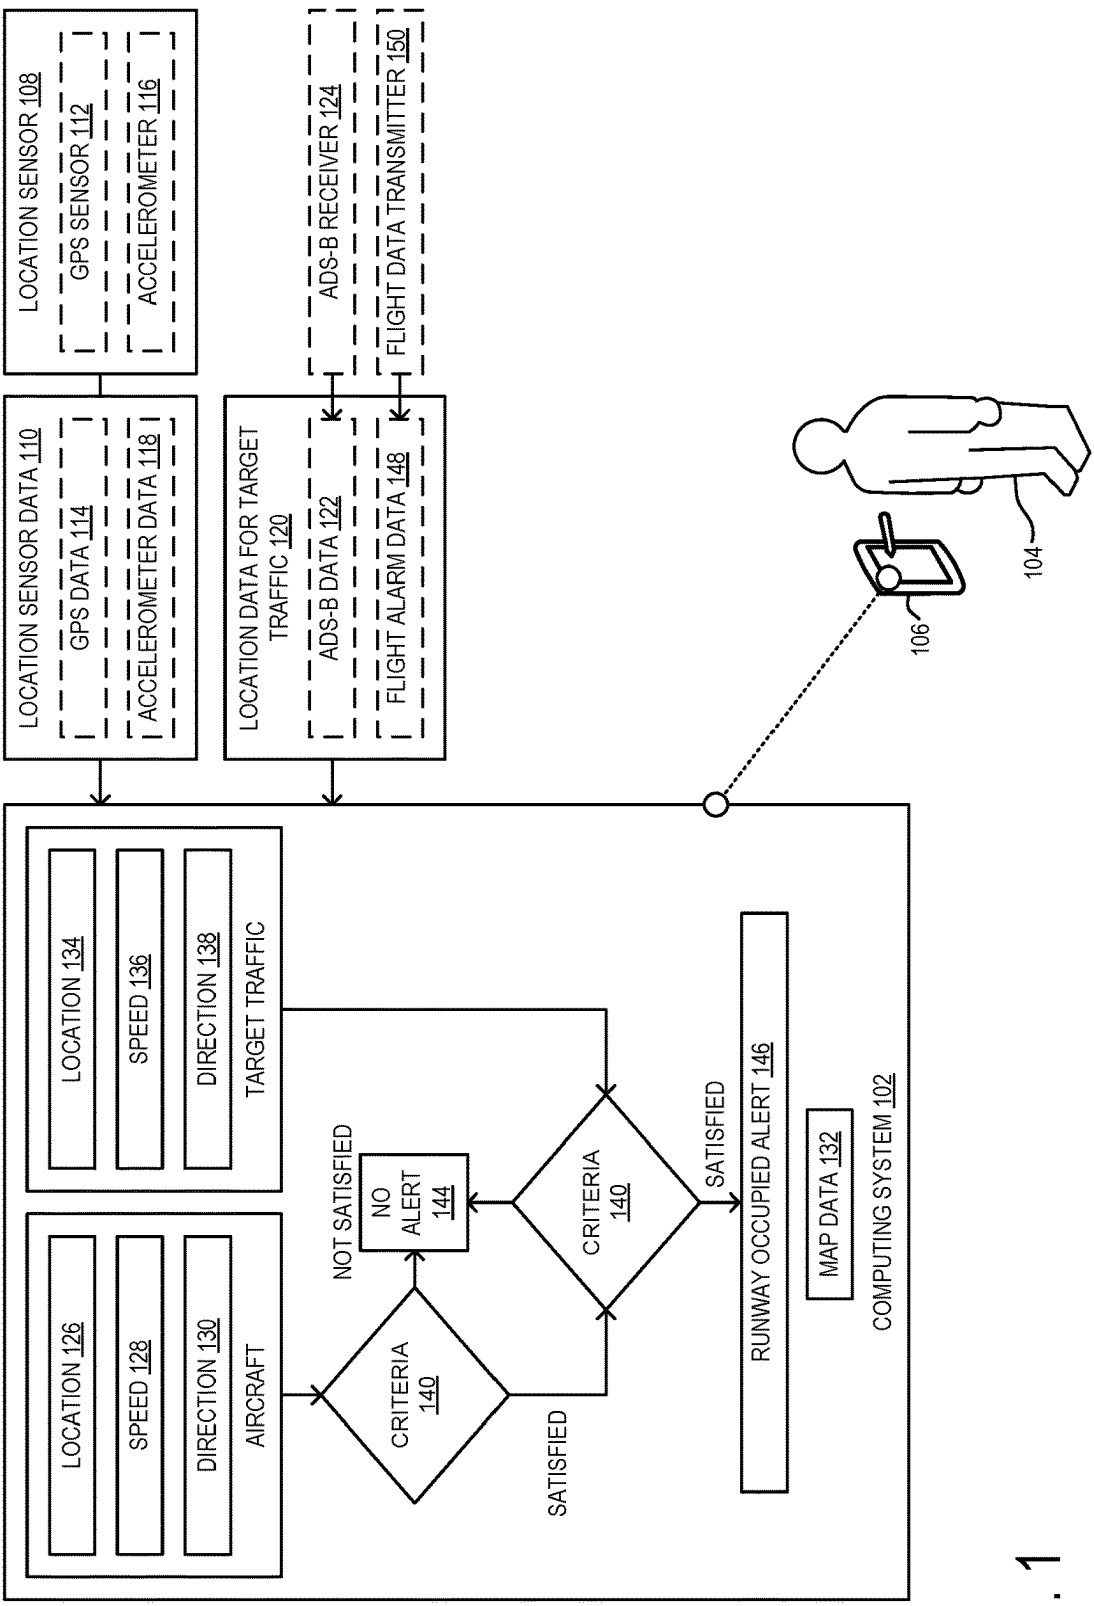 LOCATION 126
SPEED 128
DIRECTION 130
AIRCRAFT
LOCATION 134
SPEED 136
DIRECTION 138
TARGET TRAFFIC
CRITERIA
140
NOT SATISFIED
NO
ALERT
144
SATISFIED
CRITERIA
140
SATISFIED
RUNWAY OCCUPIED ALERT 146
MAP DATA 132
COMPUTING SYSTEM 102
LOCATION SENSOR DATA 110
GPS DATA 114
ACCELEROMETER DATA 118
LOCATION SENSOR 108
GPS SENSOR 112
ACCELEROMETER 116
LOCATION DATA FOR TARGET
TRAFFIC 120
ADS-B DATA 122
FLIGHT ALARM DATA 148
ADS-B RECEIVER 124
FLIGHT DATA TRANSMITTER 150
106
104
. 1